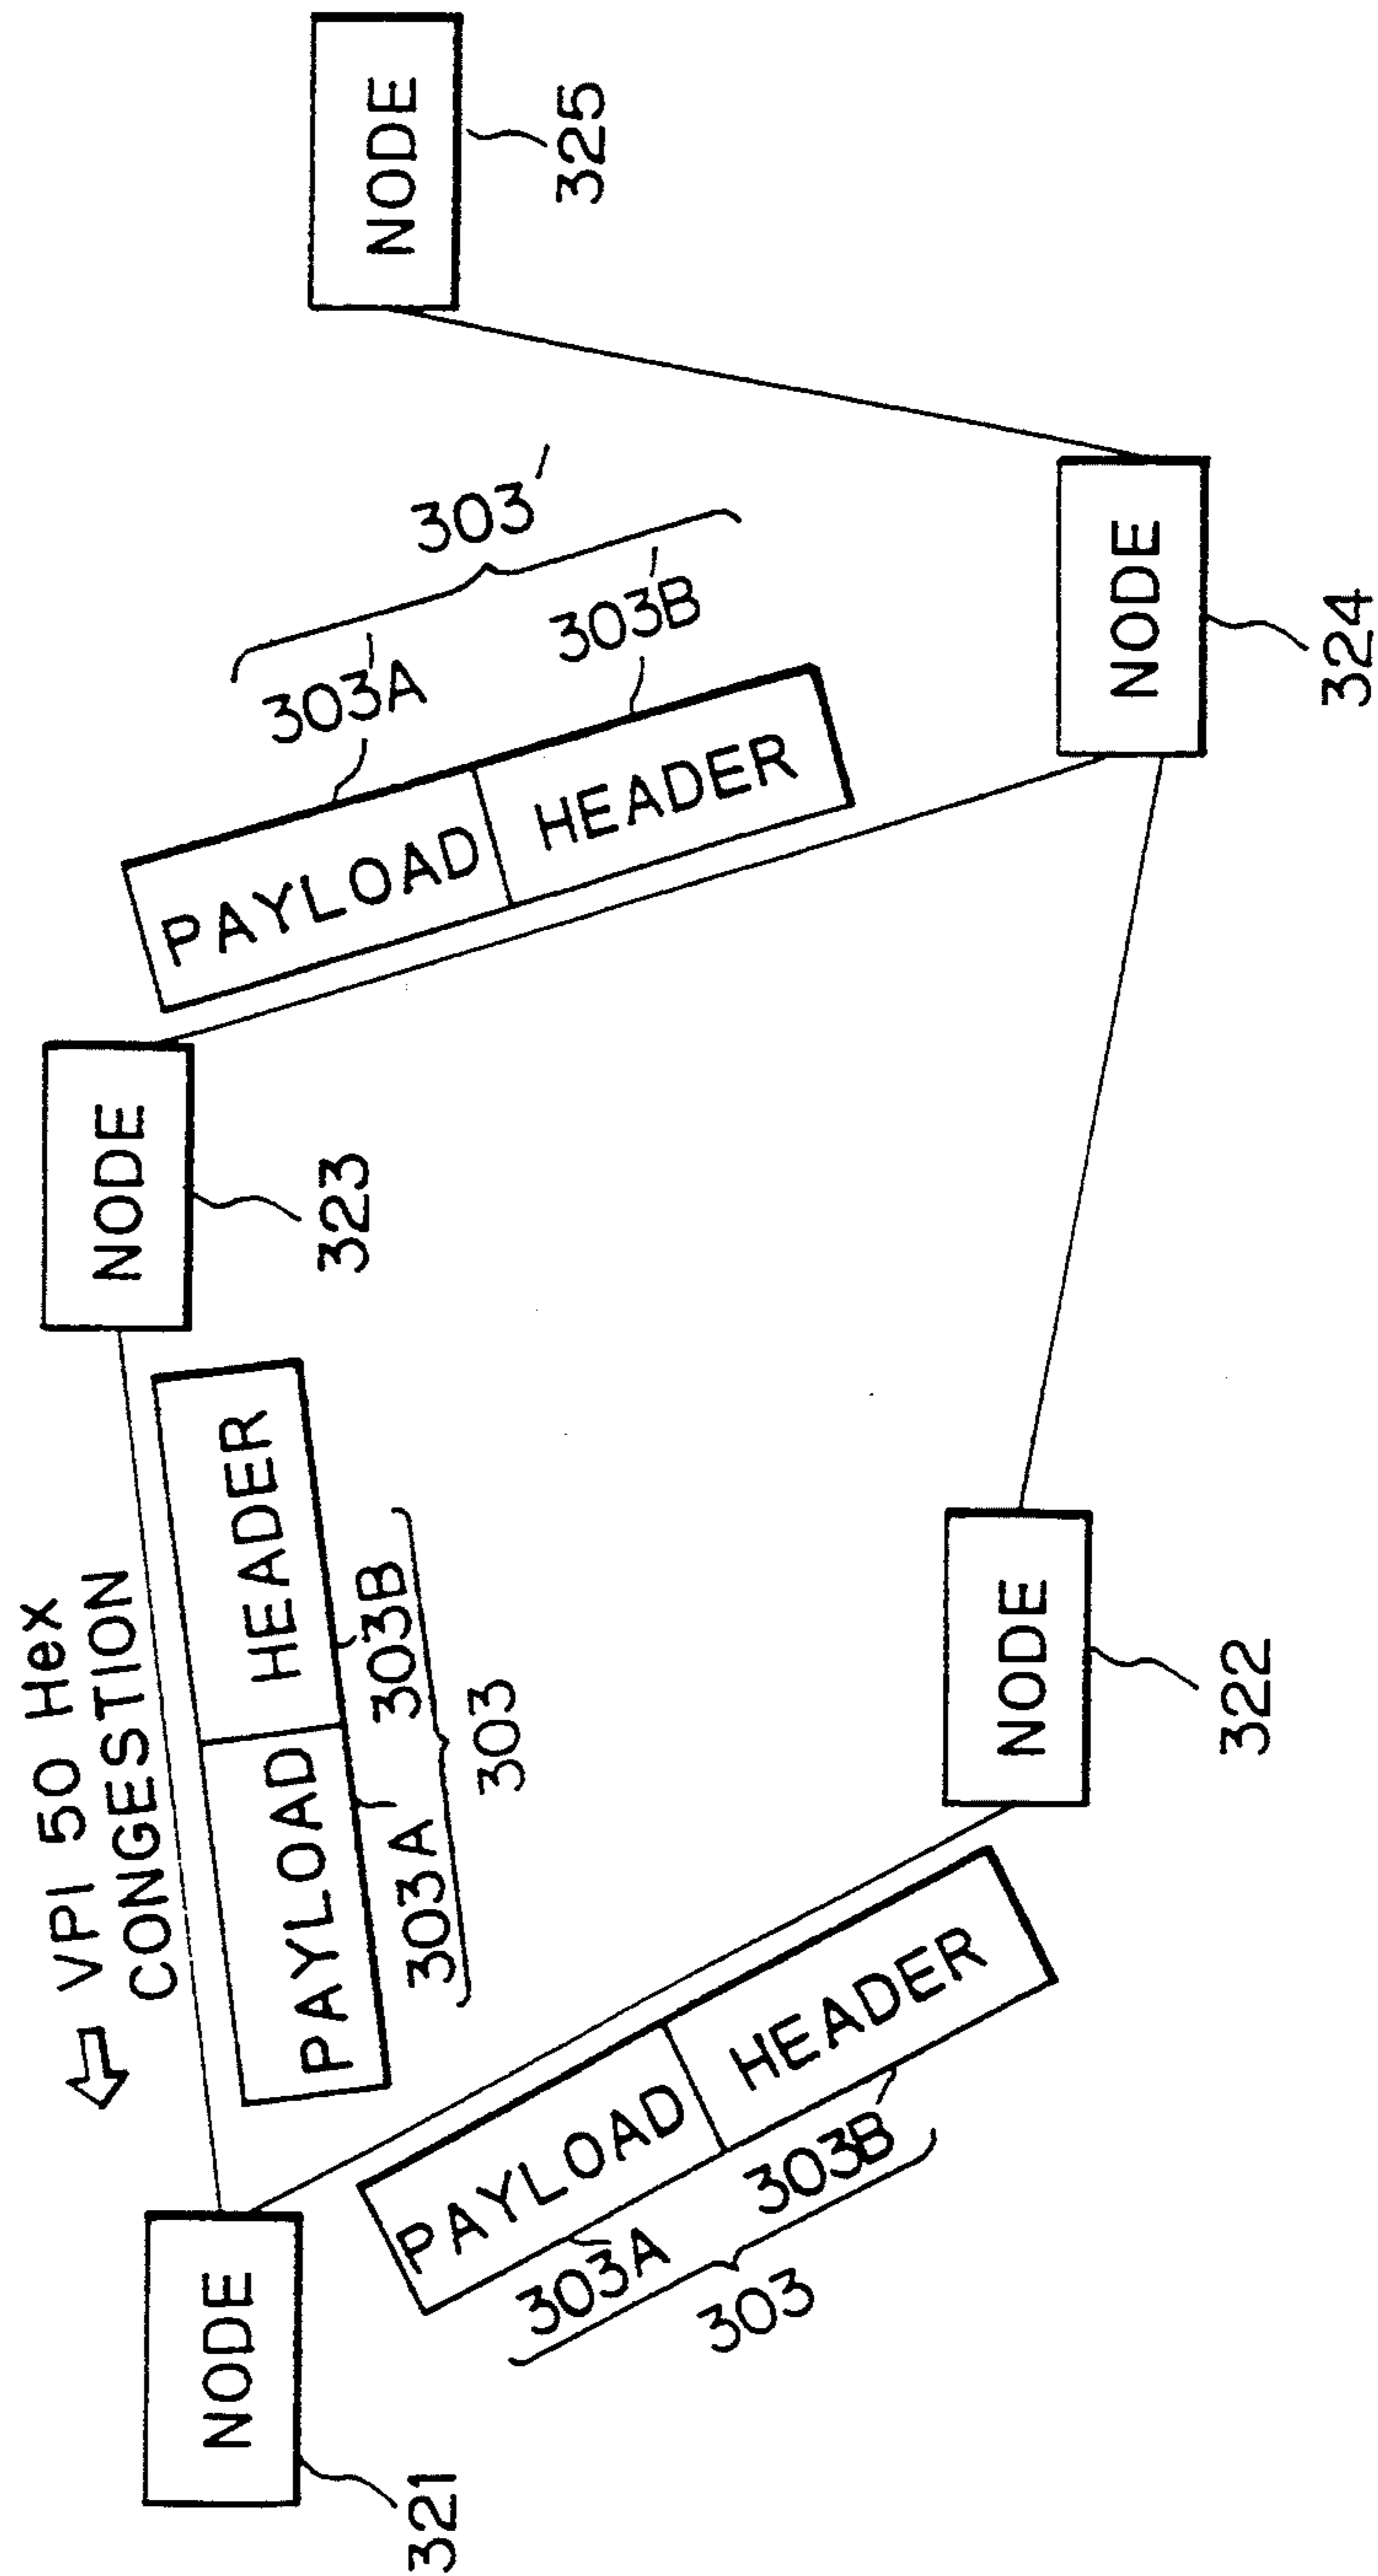 VPI 50 Hex
CONGESTION
NODE
321
PAYLOAD HEADER
303A 303B
303
NODE
323
PAYLOAD HEADER
303A' 303B'
303'
NODE
325
PAYLOAD HEADER
303A 303B
303
NODE
322
NODE
324